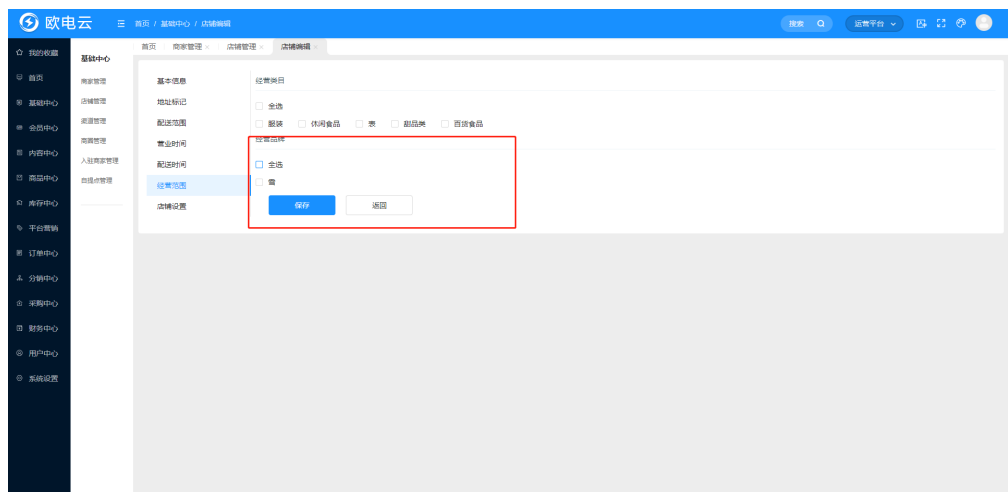 欧电云
首页 / 基础中心 / 店铺编辑
搜索
运营平台
我的收藏
首页
基础中心
会员中心
内容中心
商品中心
库存中心
平台营销
订单中心
分销中心
采购中心
财务中心
用户中心
系统设置
基础中心
商家管理
店铺管理
渠道管理
商圈管理
入驻商家管理
自提点管理
首页 商家管理 × 店铺管理 × 店铺编辑 ×
基本信息
地址标记
配送范围
营业时间
配送时间
经营范围
店铺设置
经营类目
全选
服装 休闲食品 表 甜品类 百货食品
经营品牌
全选
雪
保存 返回